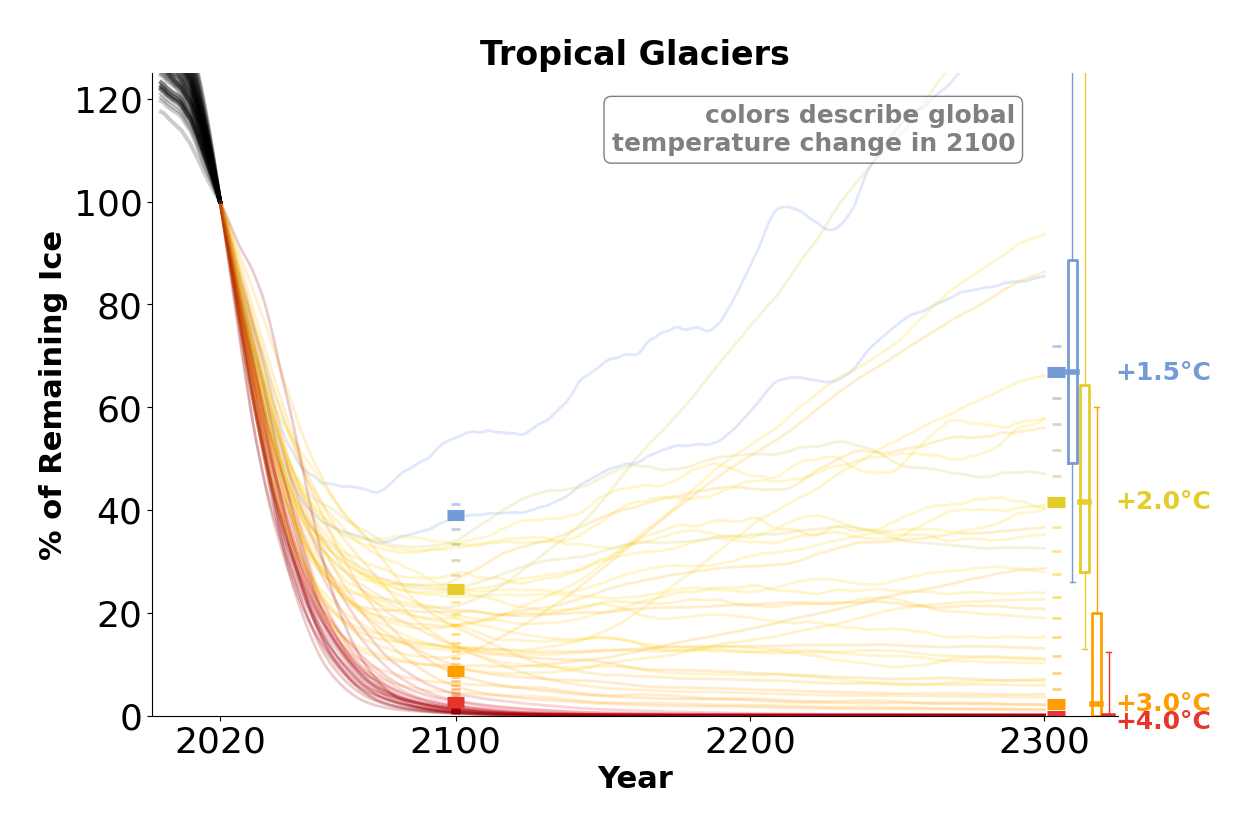 Tropical Glaciers
colors describe global
temperature change in 2100
% of Remaining Ice
120
100
80
60
40
20
0
+1.5°C
+2.0°C
+3.0°C
+4.0°C
2020
2100
2200
2300
Year